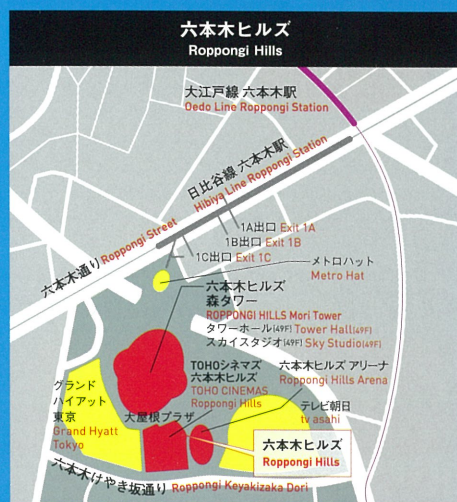 六本木ヒルズ
Roppongi Hills
大江戸線 六本木駅
Oedo Line Roppongi Station
日比谷線 六本木駅
Hibiya Line Roppongi Station
六本木通り Roppongi Street
1A出口 Exit 1A
1B出口 Exit 1B
1C出口 Exit 1C
メトロハット
Metro Hat
六本木ヒルズ
森タワー
ROPPONGI HILLS Mori Tower
タワーホール(49F) Tower Hall(49F)
スカイスタジオ(49F) Sky Studio(49F)
TOHOシネマズ
六本木ヒルズ
TOHO CINEMAS
Roppongi Hills
六本木ヒルズ アリーナ
Roppongi Hills Arena
テレビ朝日
tv asahi
グランド
ハイアット
東京
Grand Hyatt
Tokyo
大屋根プラザ
六本木ヒルズ
Roppongi Hills
六本木けやき坂通り Roppongi Keyakizaka Dori